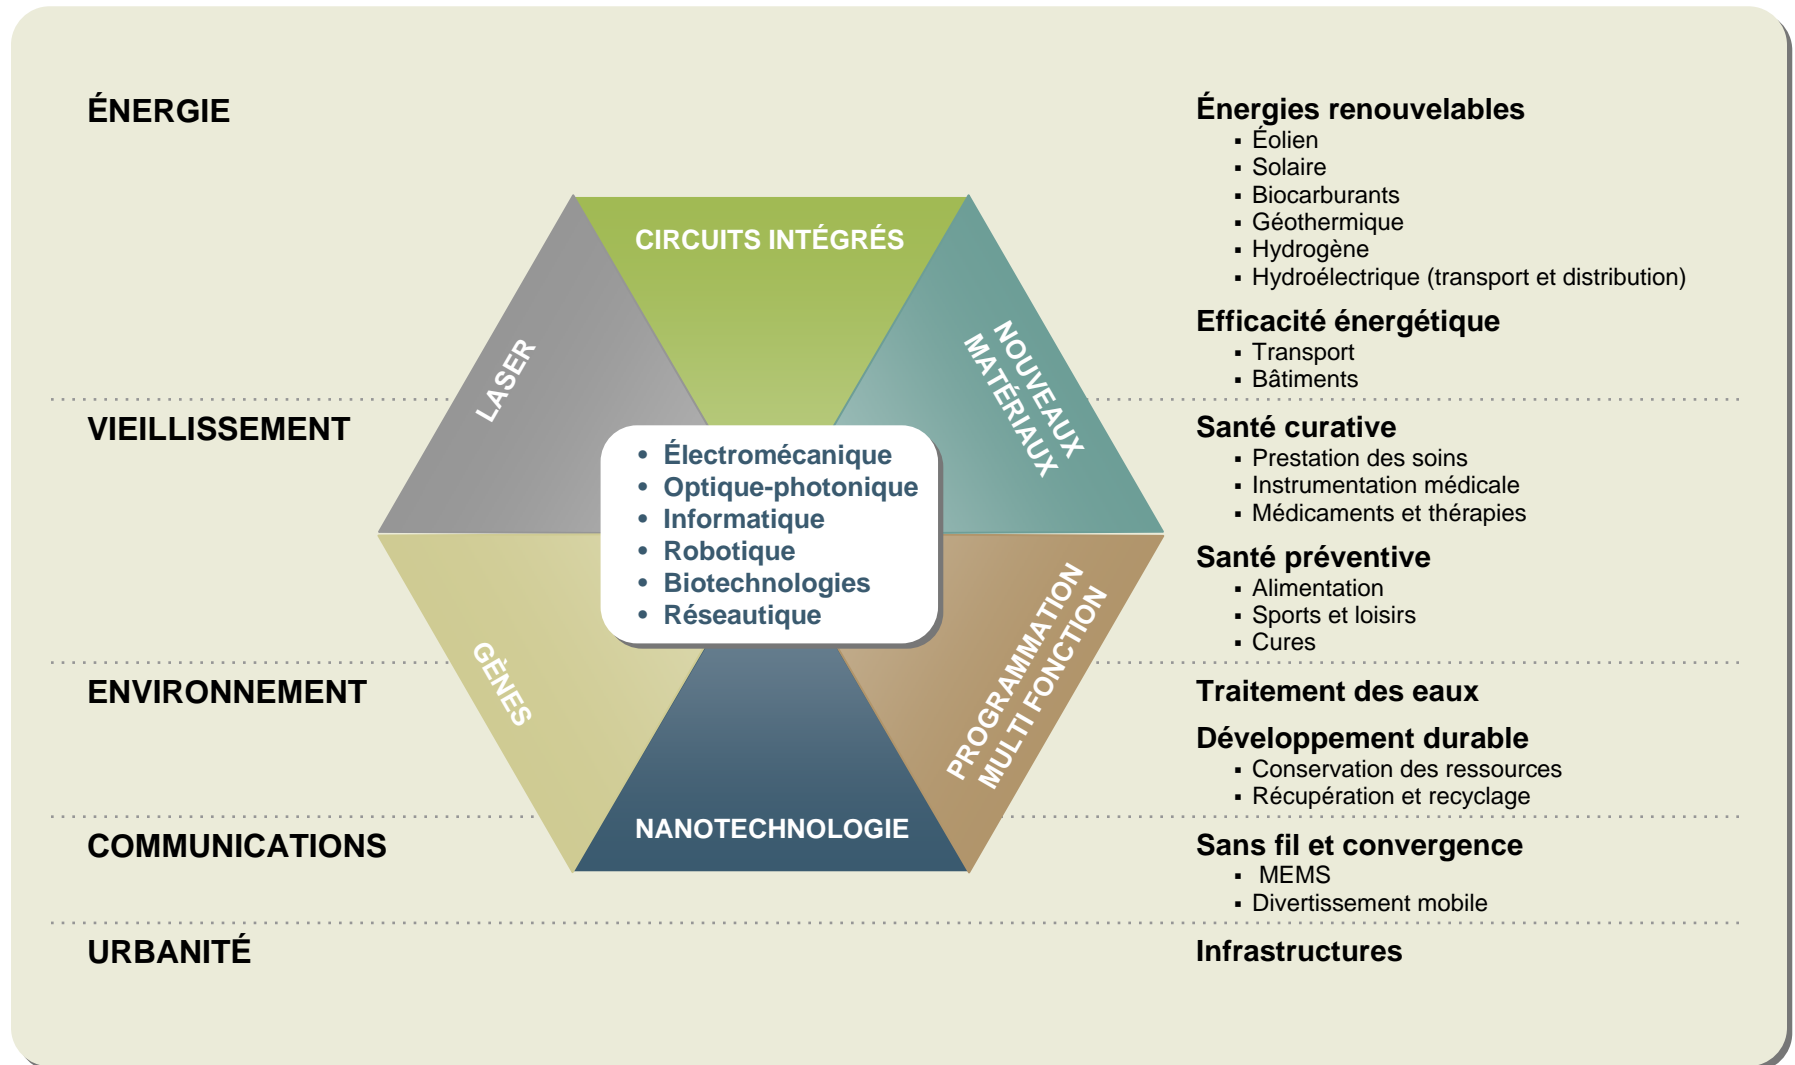 ÉNERGIE
Énergies renouvelables
▪ Éolien
▪ Solaire
▪ Biocarburants
▪ Géothermique
▪ Hydrogène
▪ Hydroélectrique (transport et distribution)
Efficacité énergétique
▪ Transport
▪ Bâtiments
VIEILLISSEMENT
Santé curative
▪ Prestation des soins
▪ Instrumentation médicale
▪ Médicaments et thérapies
Santé préventive
▪ Alimentation
▪ Sports et loisirs
▪ Cures
ENVIRONNEMENT
Traitement des eaux
Développement durable
▪ Conservation des ressources
▪ Récupération et recyclage
COMMUNICATIONS
Sans fil et convergence
▪ MEMS
▪ Divertissement mobile
URBANITÉ
Infrastructures
CIRCUITS INTÉGRÉS
NOUVEAUX
MATÉRIAUX
PROGRAMMATION
MULTI FONCTION
NANOTECHNOLOGIE
GÈNES
LASER
• Électromécanique
• Optique-photonique
• Informatique
• Robotique
• Biotechnologies
• Réseautique